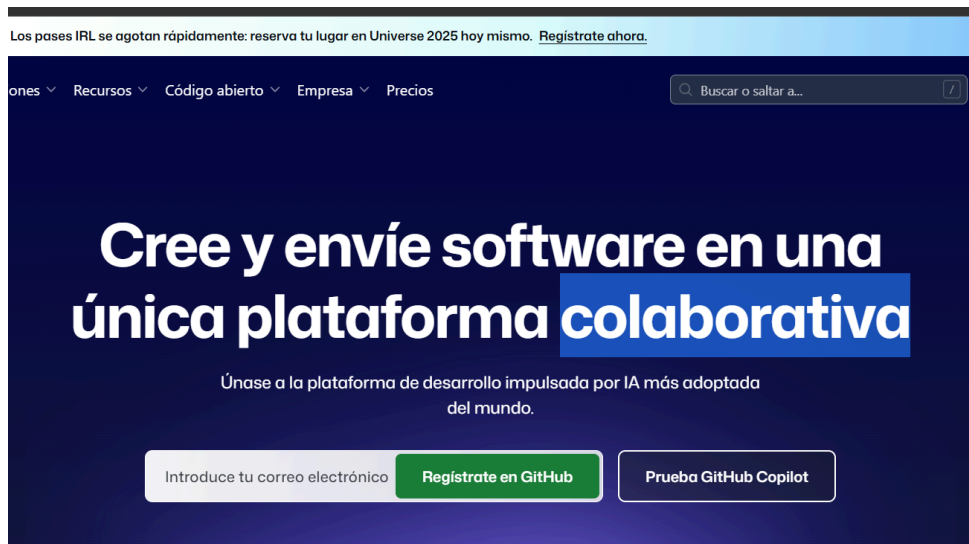 Los pases IRL se agotan rápidamente: reserva tu lugar en Universe 2025 hoy mismo. Regístrate ahora.
ones Recursos Código abierto Empresa Precios Buscar o saltar a... /
Cree y envíe software en una
única plataforma colaborativa
Únase a la plataforma de desarrollo impulsada por IA más adoptada
del mundo.
Introduce tu correo electrónico Regístrate en GitHub Prueba GitHub Copilot